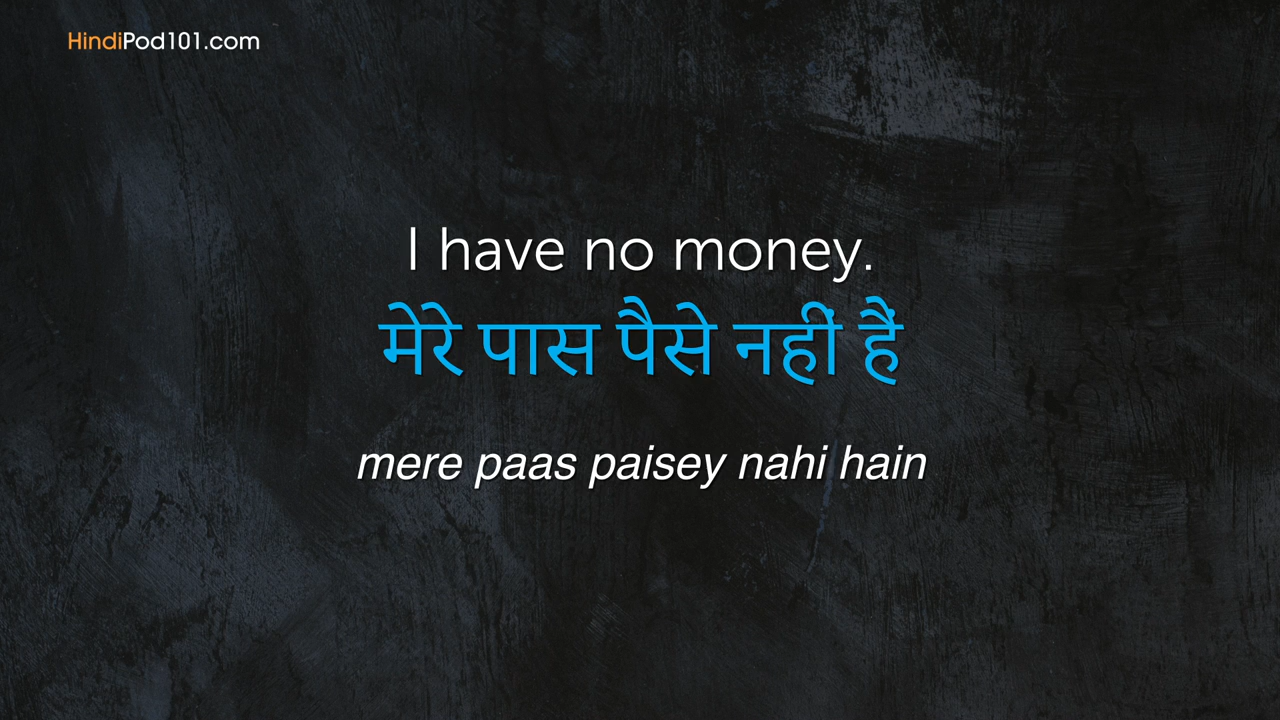 HindiPod101.com
I have no money.
मेरे पास पैसे नहीं हैं
mere paas paisey nahi hain